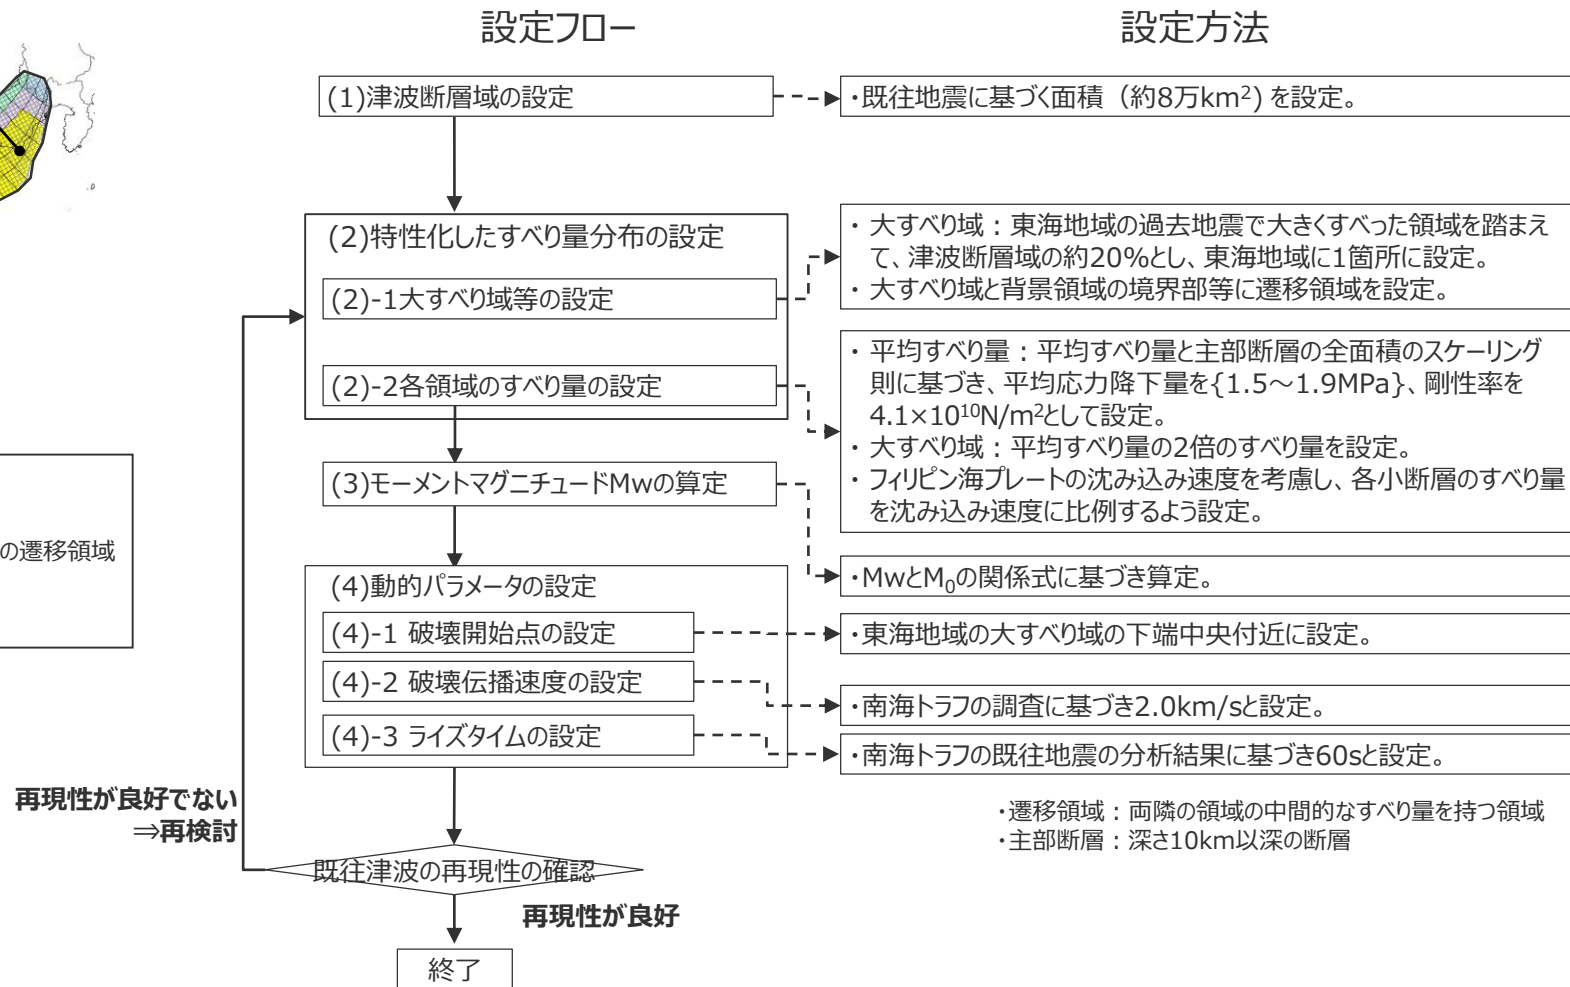 設定フロー
設定方法
(1)津波断層域の設定
・既往地震に基づく面積（約8万km²) を設定。
(2)特性化したすべり量分布の設定
(2)-1大すべり域等の設定
・ 大すべり域：東海地域の過去地震で大きくすべった領域を踏まえ
て、津波断層域の約20%とし、東海地域に1箇所に設定。
・ 大すべり域と背景領域の境界部等に遷移領域を設定。
(2)-2各領域のすべり量の設定
・ 平均すべり量：平均すべり量と主部断層の全面積のスケーリング
則に基づき、平均応力降下量を{1.5～1.9MPa}、剛性率を
4.1×10¹⁰N/m²として設定。
・ 大すべり域：平均すべり量の2倍のすべり量を設定。
・ フィリピン海プレートの沈み込み速度を考慮し、各小断層のすべり量
を沈み込み速度に比例するよう設定。
(3)モーメントマグニチュードMwの算定
・MwとM₀の関係式に基づき算定。
の遷移領域
(4)動的パラメータの設定
(4)-1 破壊開始点の設定
・東海地域の大すべり域の下端中央付近に設定。
(4)-2 破壊伝播速度の設定
・南海トラフの調査に基づき2.0km/sと設定。
(4)-3 ライズタイムの設定
・南海トラフの既往地震の分析結果に基づき60sと設定。
再現性が良好でない
⇒再検討
・遷移領域：両隣の領域の中間的なすべり量を持つ領域
・主部断層：深さ10km以深の断層
既往津波の再現性の確認
再現性が良好
終了